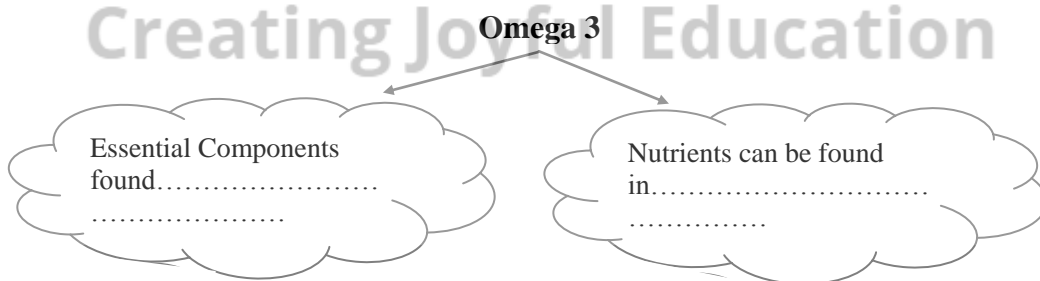 Creating Joyful Education
Omega 3
Essential Components
found………………………
…………………
Nutrients can be found
in…………………………
……………